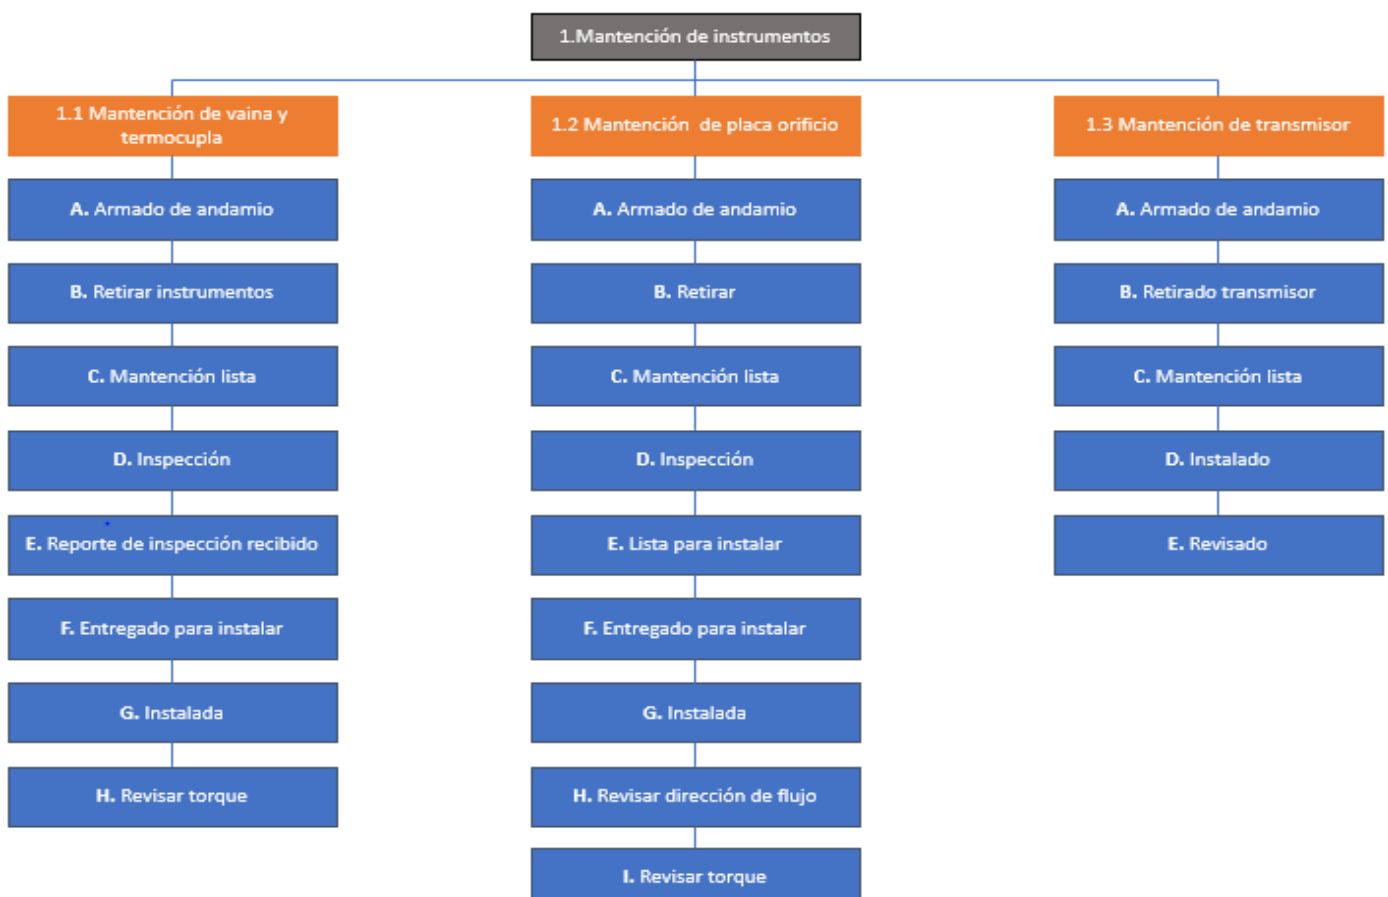 1.Mantención de instrumentos
1.1 Mantención de vaina y
termocupla
A. Armado de andamio
B. Retirar instrumentos
C. Mantención lista
D. Inspección
E. Reporte de inspección recibido
F. Entregado para instalar
G. Instalada
H. Revisar torque
1.2 Mantención de placa orificio
A. Armado de andamio
B. Retirar
C. Mantención lista
D. Inspección
E. Lista para instalar
F. Entregado para instalar
G. Instalada
H. Revisar dirección de flujo
I. Revisar torque
1.3 Mantención de transmisor
A. Armado de andamio
B. Retirado transmisor
C. Mantención lista
D. Instalado
E. Revisado